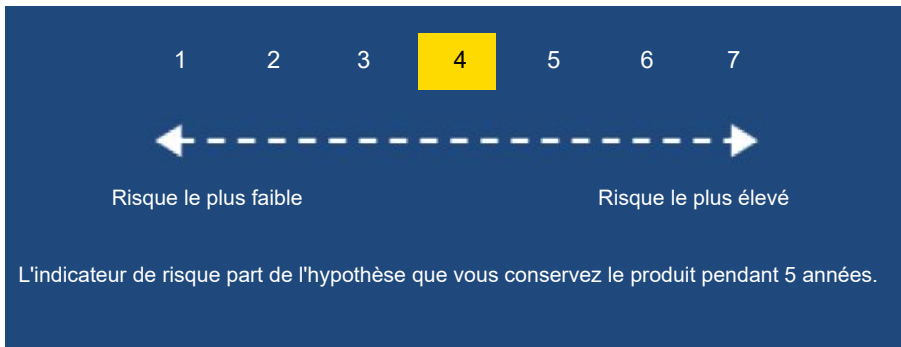 1 2 3 4 5 6 7
Risque le plus faible Risque le plus élevé
L'indicateur de risque part de l'hypothèse que vous conservez le produit pendant 5 années.